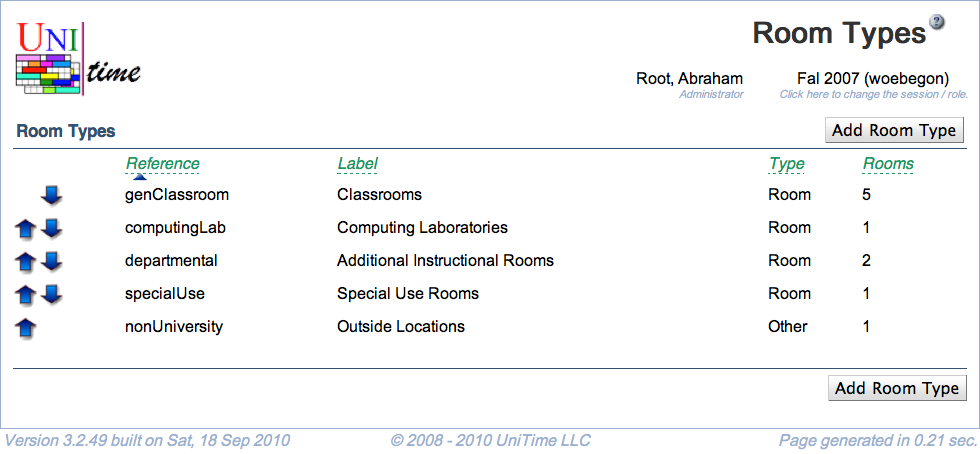 UNI
time
Room Types
?
Root, Abraham
Administrator
Fal 2007 (woebegon)
Click here to change the session / role.
Room Types
Add Room Type
Reference Label Type Rooms
genClassroom Classrooms Room 5
computingLab Computing Laboratories Room 1
departmental Additional Instructional Rooms Room 2
specialUse Special Use Rooms Room 1
nonUniversity Outside Locations Other 1
Add Room Type
Version 3.2.49 built on Sat, 18 Sep 2010 © 2008 - 2010 UniTime LLC Page generated in 0.21 sec.